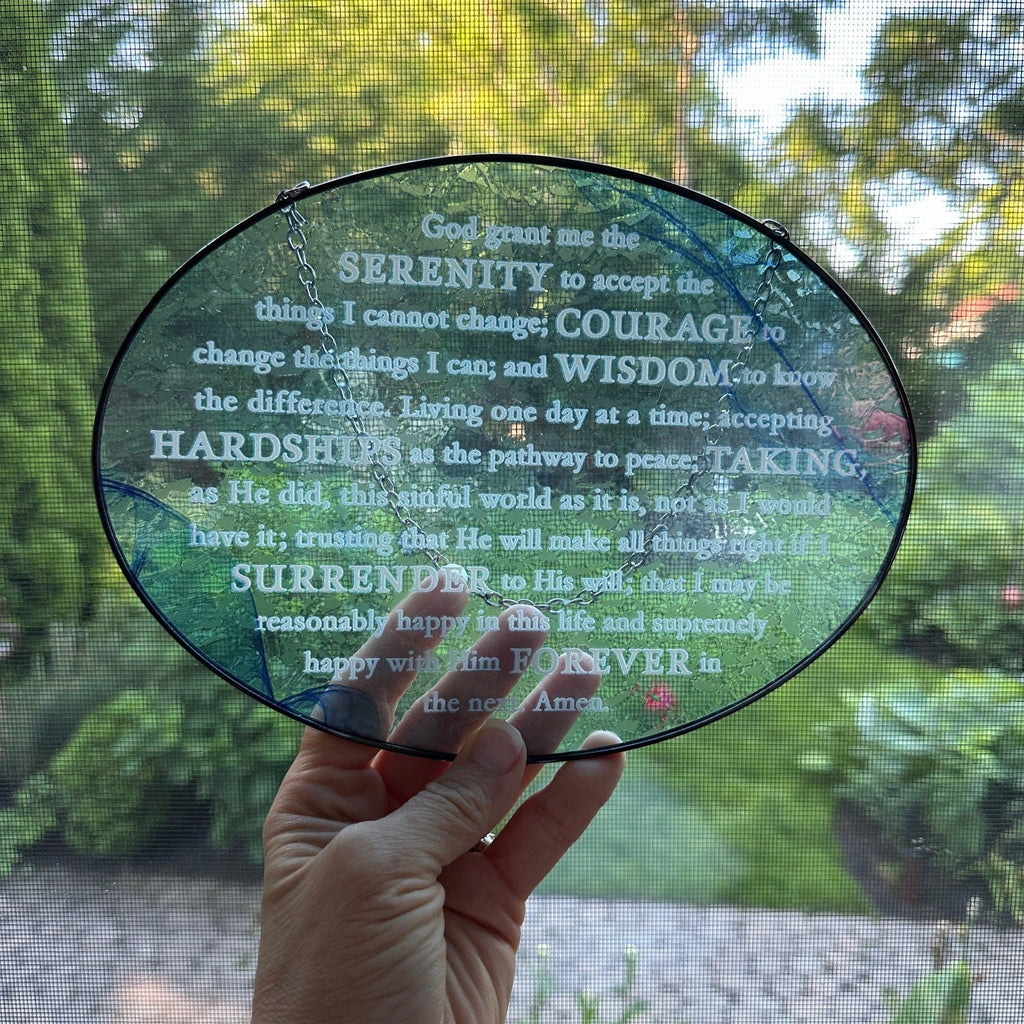 God grant me the
SERENITY to accept the
things I cannot change; COURAGE to
change the things I can; and WISDOM to know
the difference. Living one day at a time; accepting
HARDSHIPS as the pathway to peace; TAKING,
as He did, this sinful world as it is, not as I would
have it; trusting that He will make all things right if I
SURRENDER to His will; that I may be
reasonably happy in this life and supremely
happy with Him FOREVER in
the next. Amen.